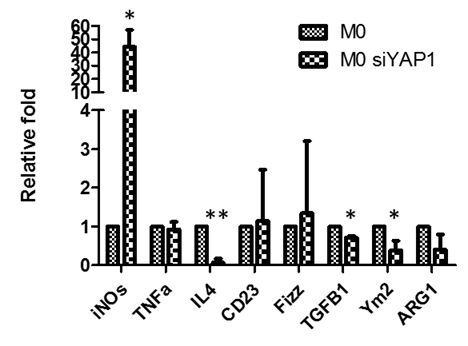 Relative fold
60
50
40
30
20
10
4
3
2
1
0
*
**
*
*
M0
M0 siYAP1
iNOs
TNFa
IL4
CD23
Fizz
TGFB1
Ym2
ARG1